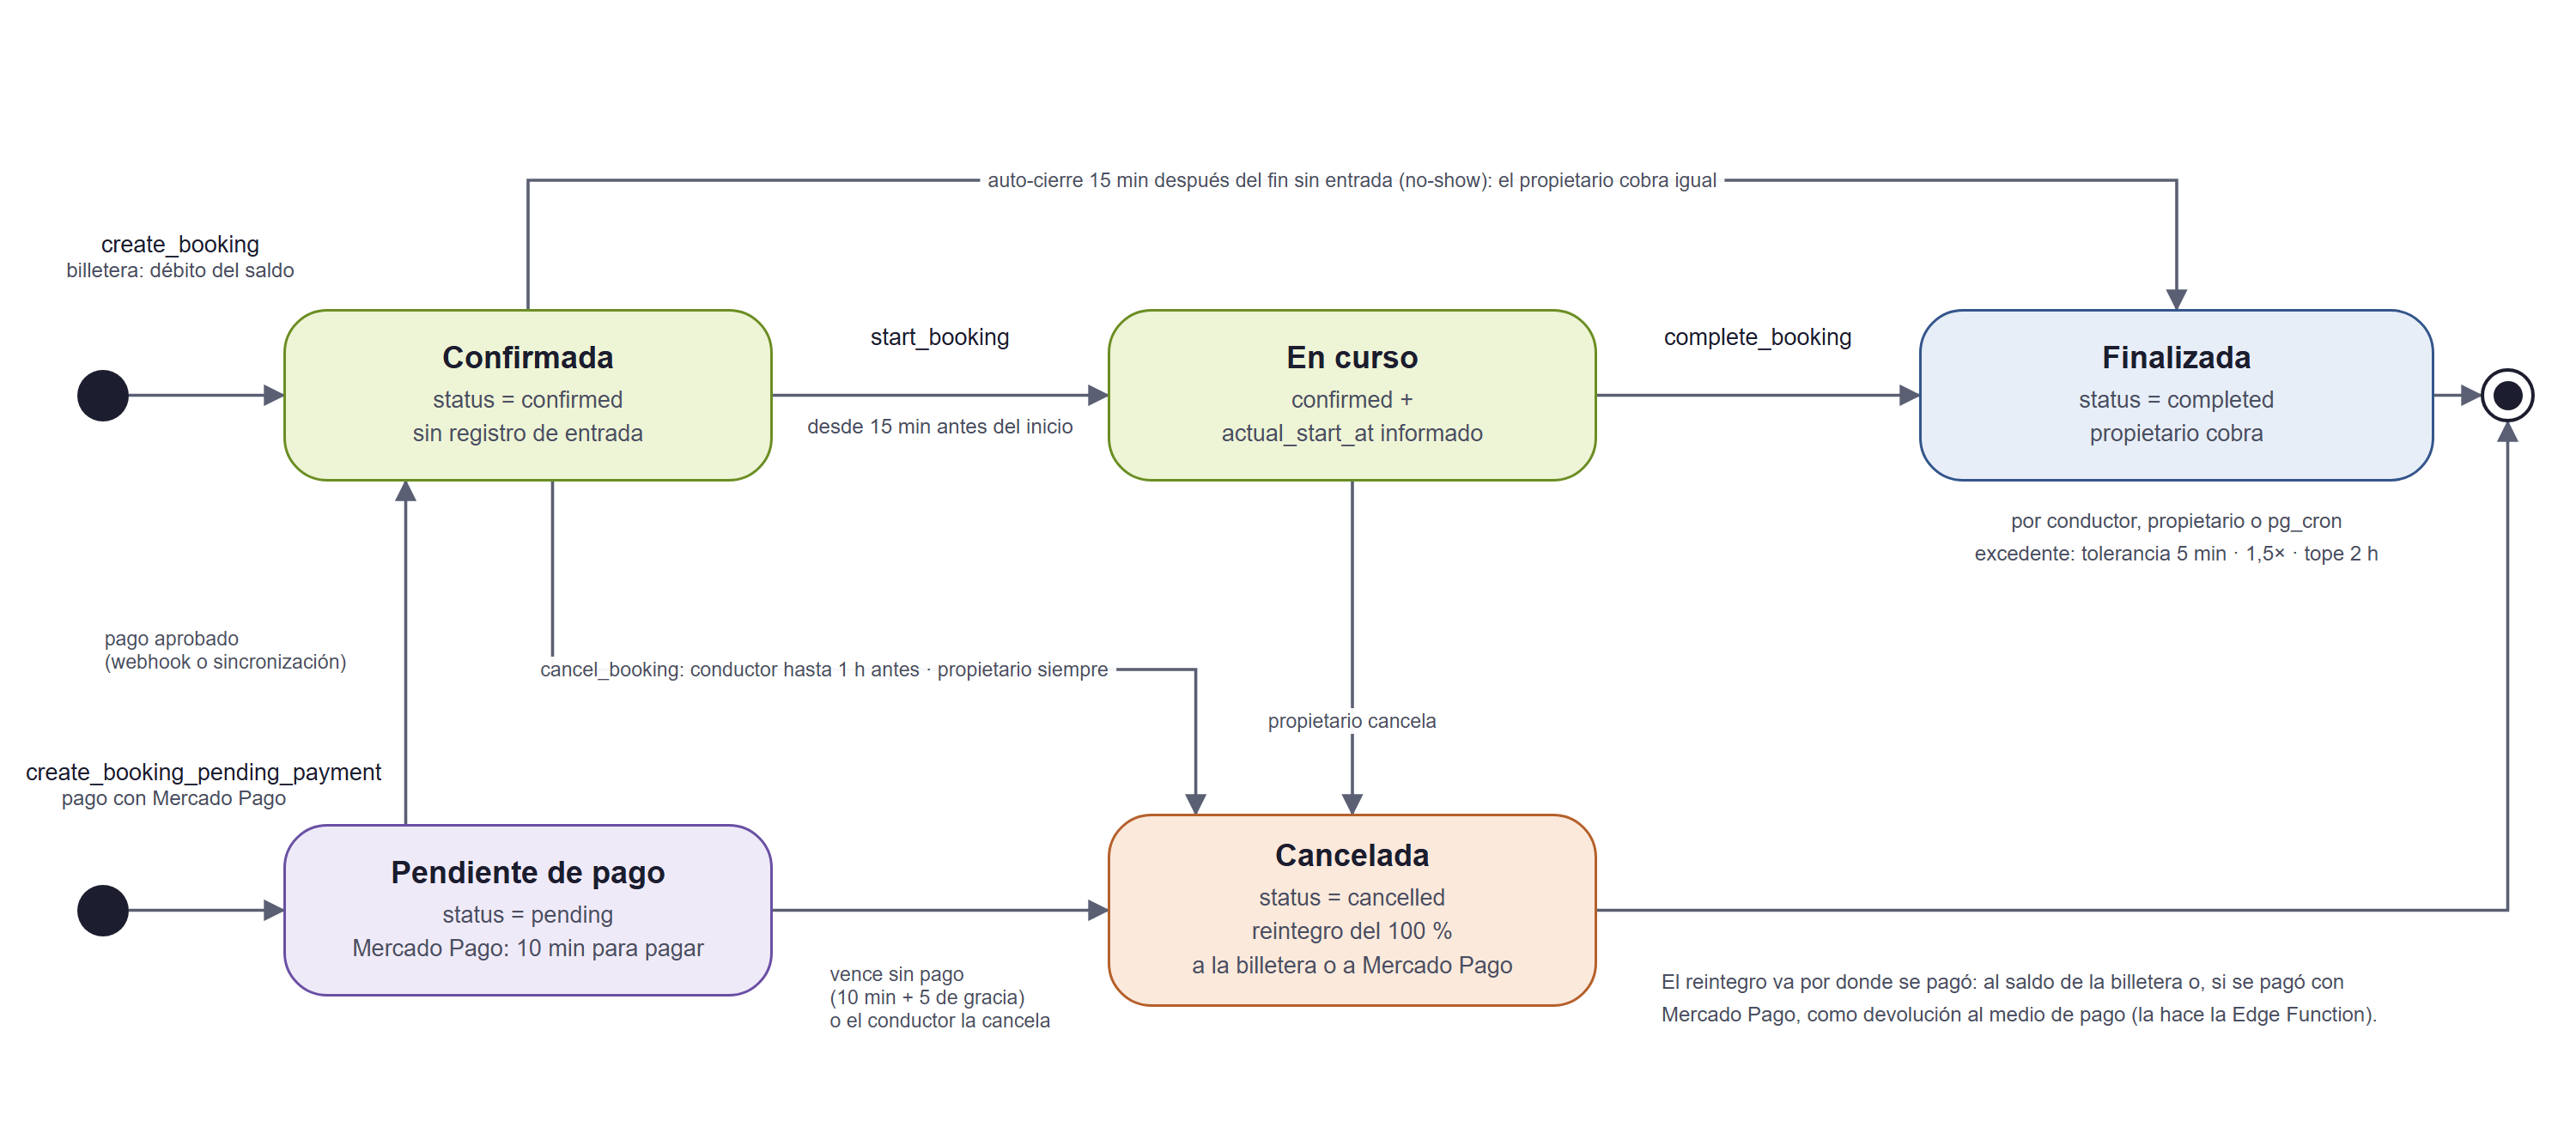 auto-cierre 15 min después del fin sin entrada (no-show): el propietario cobra igual
create_booking
billetera: débito del saldo
Confirmada
status = confirmed
sin registro de entrada
start_booking
desde 15 min antes del inicio
En curso
confirmed +
actual_start_at informado
complete_booking
Finalizada
status = completed
propietario cobra
por conductor, propietario o pg_cron
excedente: tolerancia 5 min · 1,5× · tope 2 h
pago aprobado
(webhook o sincronización)
cancel_booking: conductor hasta 1 h antes · propietario siempre
propietario cancela
create_booking_pending_payment
pago con Mercado Pago
Pendiente de pago
status = pending
Mercado Pago: 10 min para pagar
vence sin pago
(10 min + 5 de gracia)
o el conductor la cancela
Cancelada
status = cancelled
reintegro del 100 %
a la billetera o a Mercado Pago
El reintegro va por donde se pagó: al saldo de la billetera o, si se pagó con
Mercado Pago, como devolución al medio de pago (la hace la Edge Function).